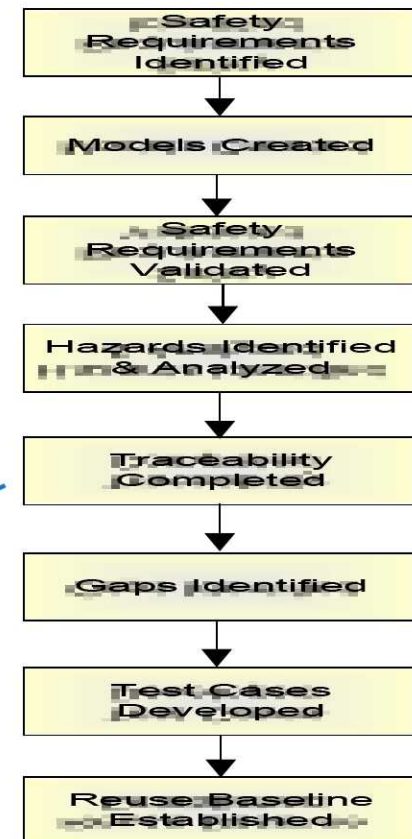 Safety
Requirements
Identified
Models Created
Safety
Requirements
Validated
Hazards Identified
& Analyzed
Traceability
Completed
Gaps Identified
Test Cases
Developed
Reuse Baseline
Established